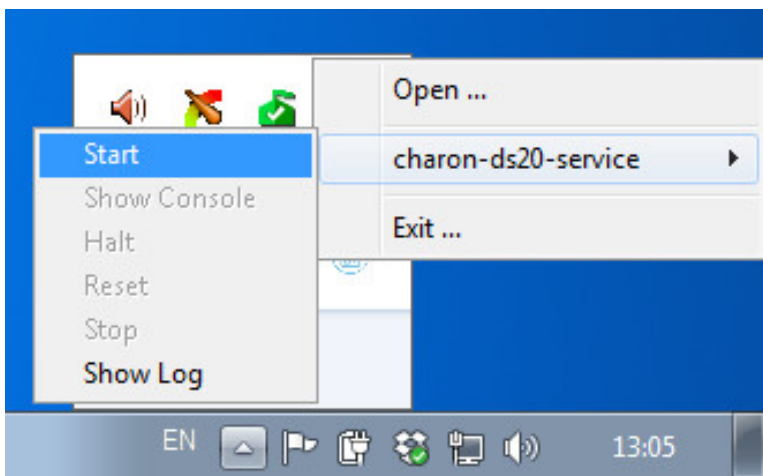 Open ...
charon-ds20-service
Exit ...
Start
Show Console
Halt
Reset
Stop
Show Log
EN
13:05